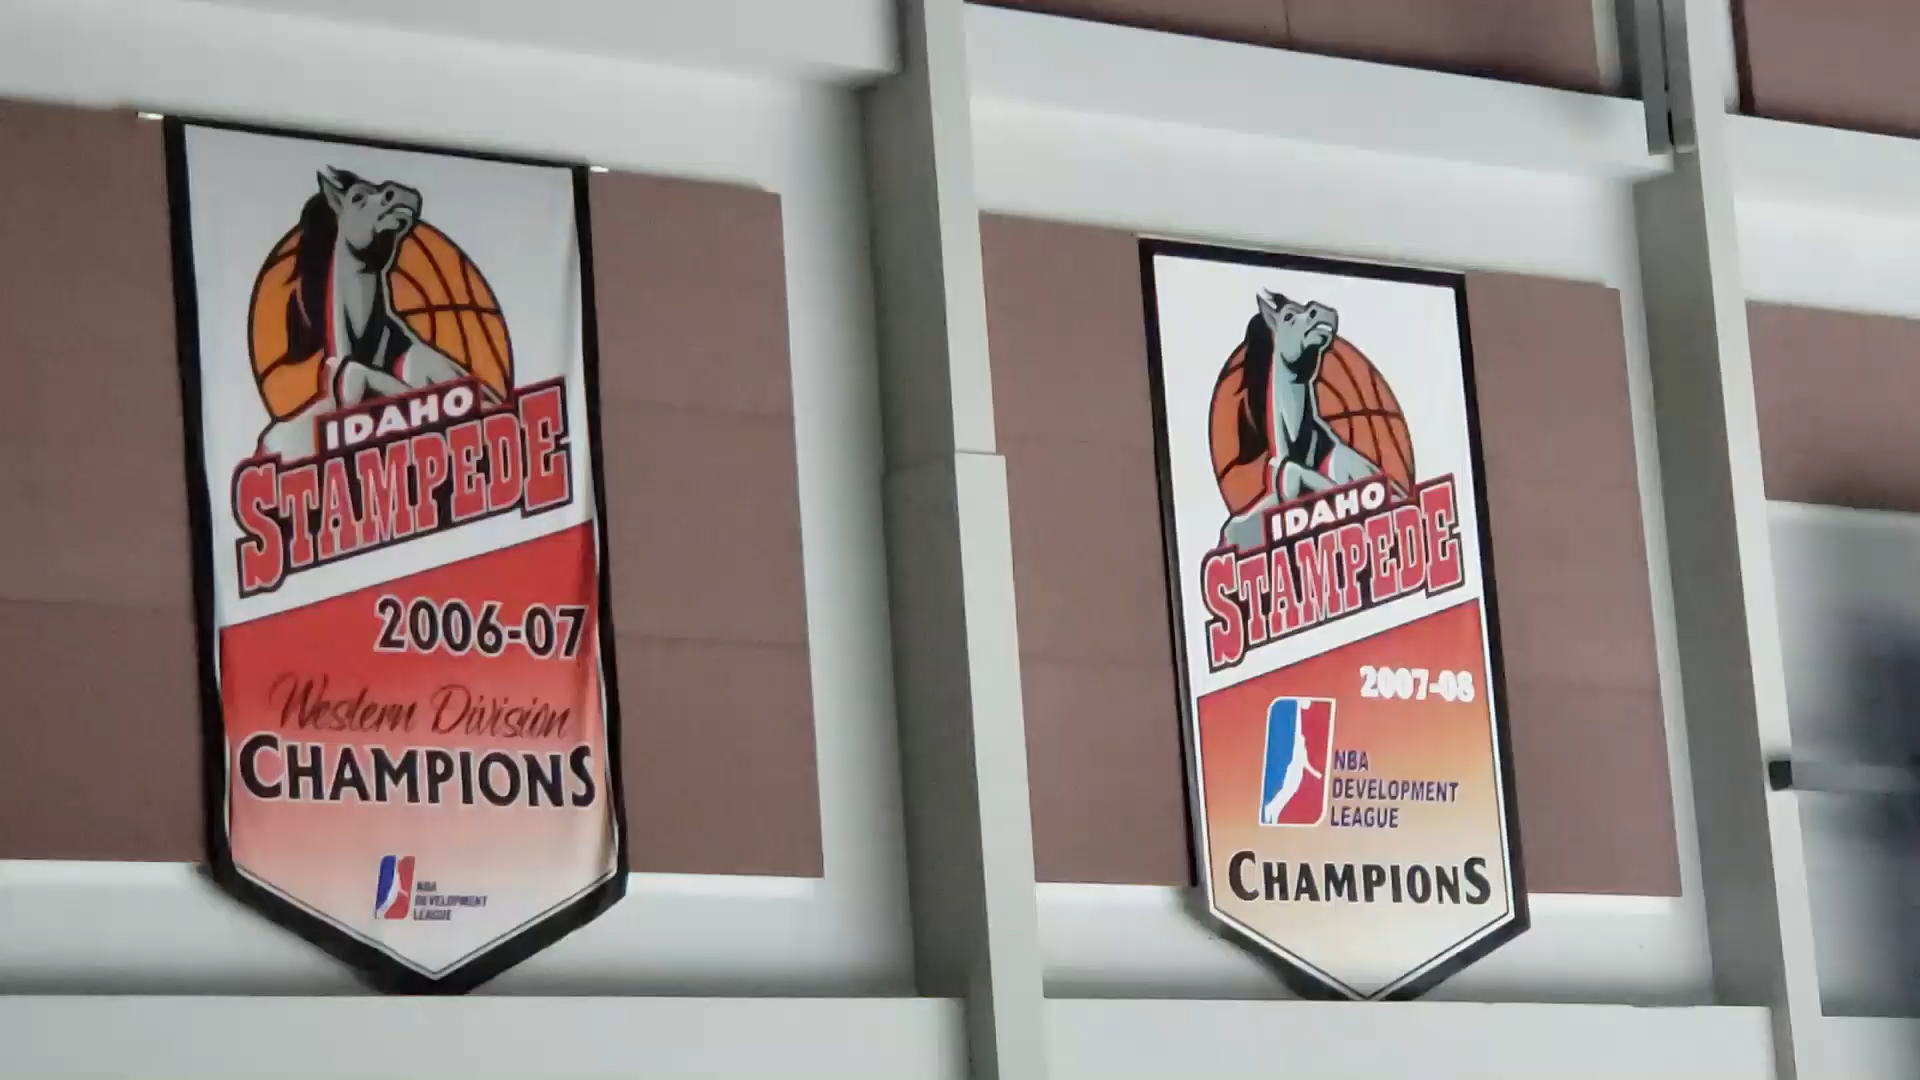 IDAHO
STAMPEDE
2006-07
Western Division
CHAMPIONS
NBA
DEVELOPMENT
LEAGUE
IDAHO
STAMPEDE
2007-08
NBA
DEVELOPMENT
LEAGUE
CHAMPIONS